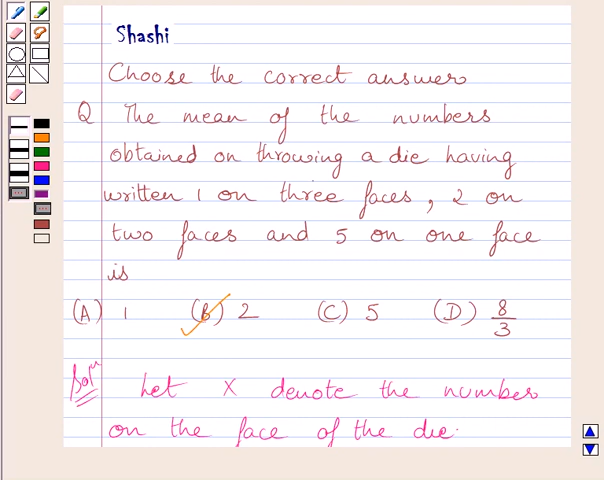 Shashi
Choose the correct answer
Q The mean of the numbers
obtained on throwing a die having
written 1 on three faces, 2 on
two faces and 5 on one face
is
(A) 1 (B) 2 (C) 5 (D) 8/3
Solⁿ Let X denote the number
on the face of the die.